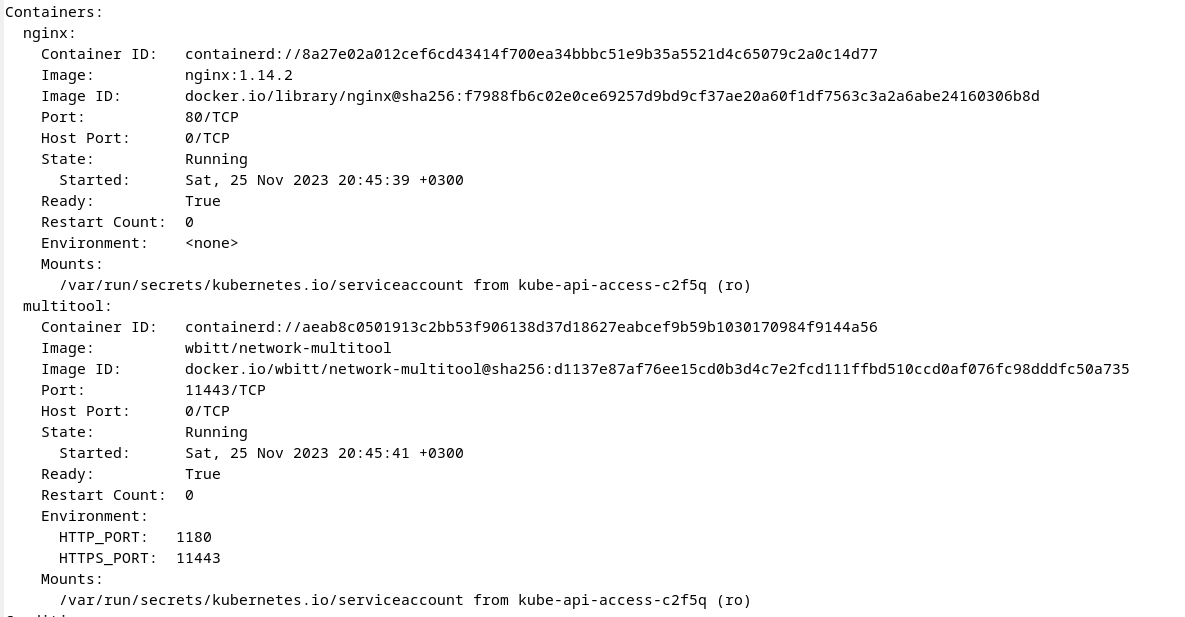 Containers:
  nginx:
    Container ID:   containerd://8a27e02a012cef6cd43414f700ea34bbbc51e9b35a5521d4c65079c2a0c14d77
    Image:          nginx:1.14.2
    Image ID:       docker.io/library/nginx@sha256:f7988fb6c02e0ce69257d9bd9cf37ae20a60f1df7563c3a2a6abe24160306b8d
    Port:           80/TCP
    Host Port:      0/TCP
    State:          Running
      Started:      Sat, 25 Nov 2023 20:45:39 +0300
    Ready:          True
    Restart Count:  0
    Environment:    <none>
    Mounts:
      /var/run/secrets/kubernetes.io/serviceaccount from kube-api-access-c2f5q (ro)
  multitool:
    Container ID:   containerd://aeab8c0501913c2bb53f906138d37d18627eabcef9b59b1030170984f9144a56
    Image:          wbitt/network-multitool
    Image ID:       docker.io/wbitt/network-multitool@sha256:d1137e87af76ee15cd0b3d4c7e2fcd111ffbd510ccd0af076fc98dddfc50a735
    Port:           11443/TCP
    Host Port:      0/TCP
    State:          Running
      Started:      Sat, 25 Nov 2023 20:45:41 +0300
    Ready:          True
    Restart Count:  0
    Environment:
      HTTP_PORT:   1180
      HTTPS_PORT:  11443
    Mounts:
      /var/run/secrets/kubernetes.io/serviceaccount from kube-api-access-c2f5q (ro)